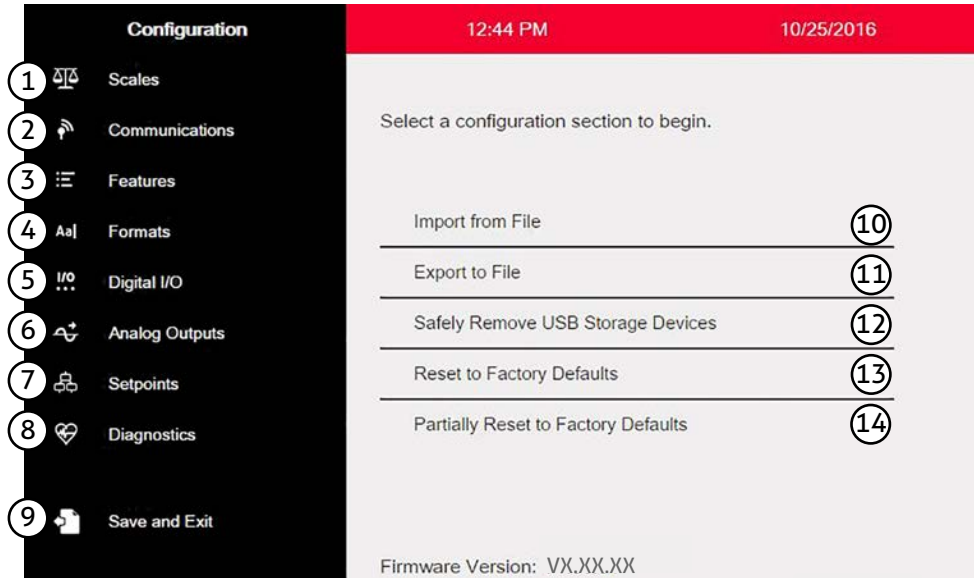 Configuration 12:44 PM 10/25/2016
1 Scales
2 Communications
3 Features
4 Aa| Formats
5 I/O Digital I/O
6 Analog Outputs
7 Setpoints
8 Diagnostics
9 Save and Exit
Select a configuration section to begin.
Import from File 10
Export to File 11
Safely Remove USB Storage Devices 12
Reset to Factory Defaults 13
Partially Reset to Factory Defaults 14
Firmware Version: VX.XX.XX